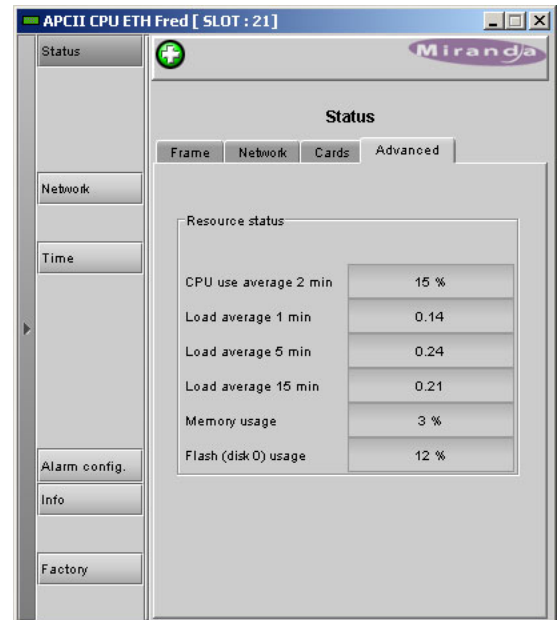 APCII CPU ETH Fred [ SLOT : 21]
Status
Miranda
Status
Frame Network Cards Advanced
Network
Resource status
Time
CPU use average 2 min 15 %
Load average 1 min 0.14
Load average 5 min 0.24
Load average 15 min 0.21
Memory usage 3 %
Flash (disk 0) usage 12 %
Alarm config.
Info
Factory